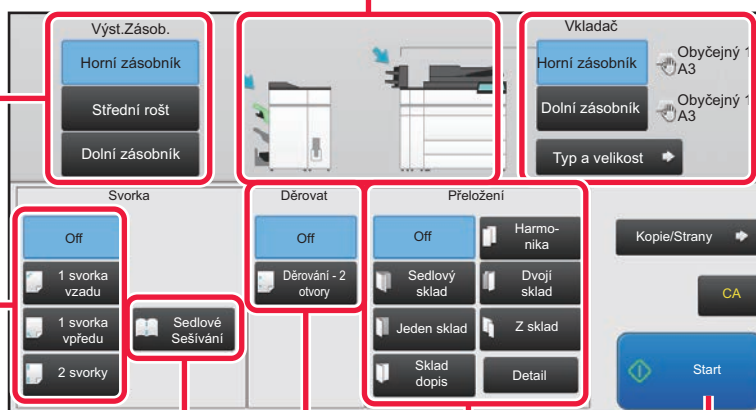 Výst.Zásob.
Horní zásobník
Střední rošt
Dolní zásobník
Vkladač
Horní zásobník
Obyčejný 1
A3
Dolní zásobník
Obyčejný 1
A3
Typ a velikost
Svorka
Off
1 svorka
vzadu
1 svorka
vpředu
2 svorky
Sedlové
Sešívání
Děrovat
Off
Děrování - 2
otvory
Přeložení
Off
Harmo-
nika
Sedlový
sklad
Dvojí
sklad
Jeden sklad
Z sklad
Sklad
dopis
Detail
Kopie/Strany
CA
Start